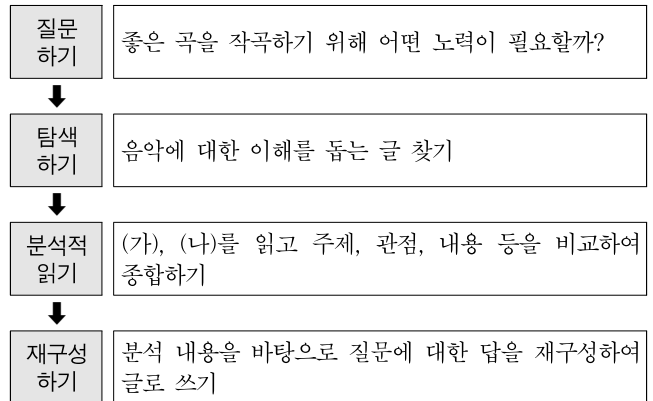 질문
하기
좋은 곡을 작곡하기 위해 어떤 노력이 필요할까?
탐색
하기
음악에 대한 이해를 돕는 글 찾기
분석적
읽기
(가), (나)를 읽고 주제, 관점, 내용 등을 비교하여
종합하기
재구성
하기
분석 내용을 바탕으로 질문에 대한 답을 재구성하여
글로 쓰기